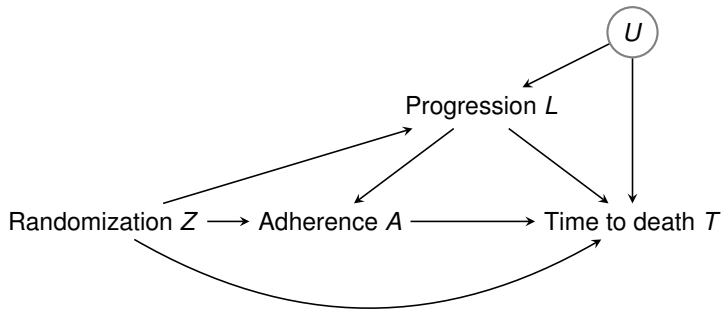 U
Progression L
Randomization Z
Adherence A
Time to death T